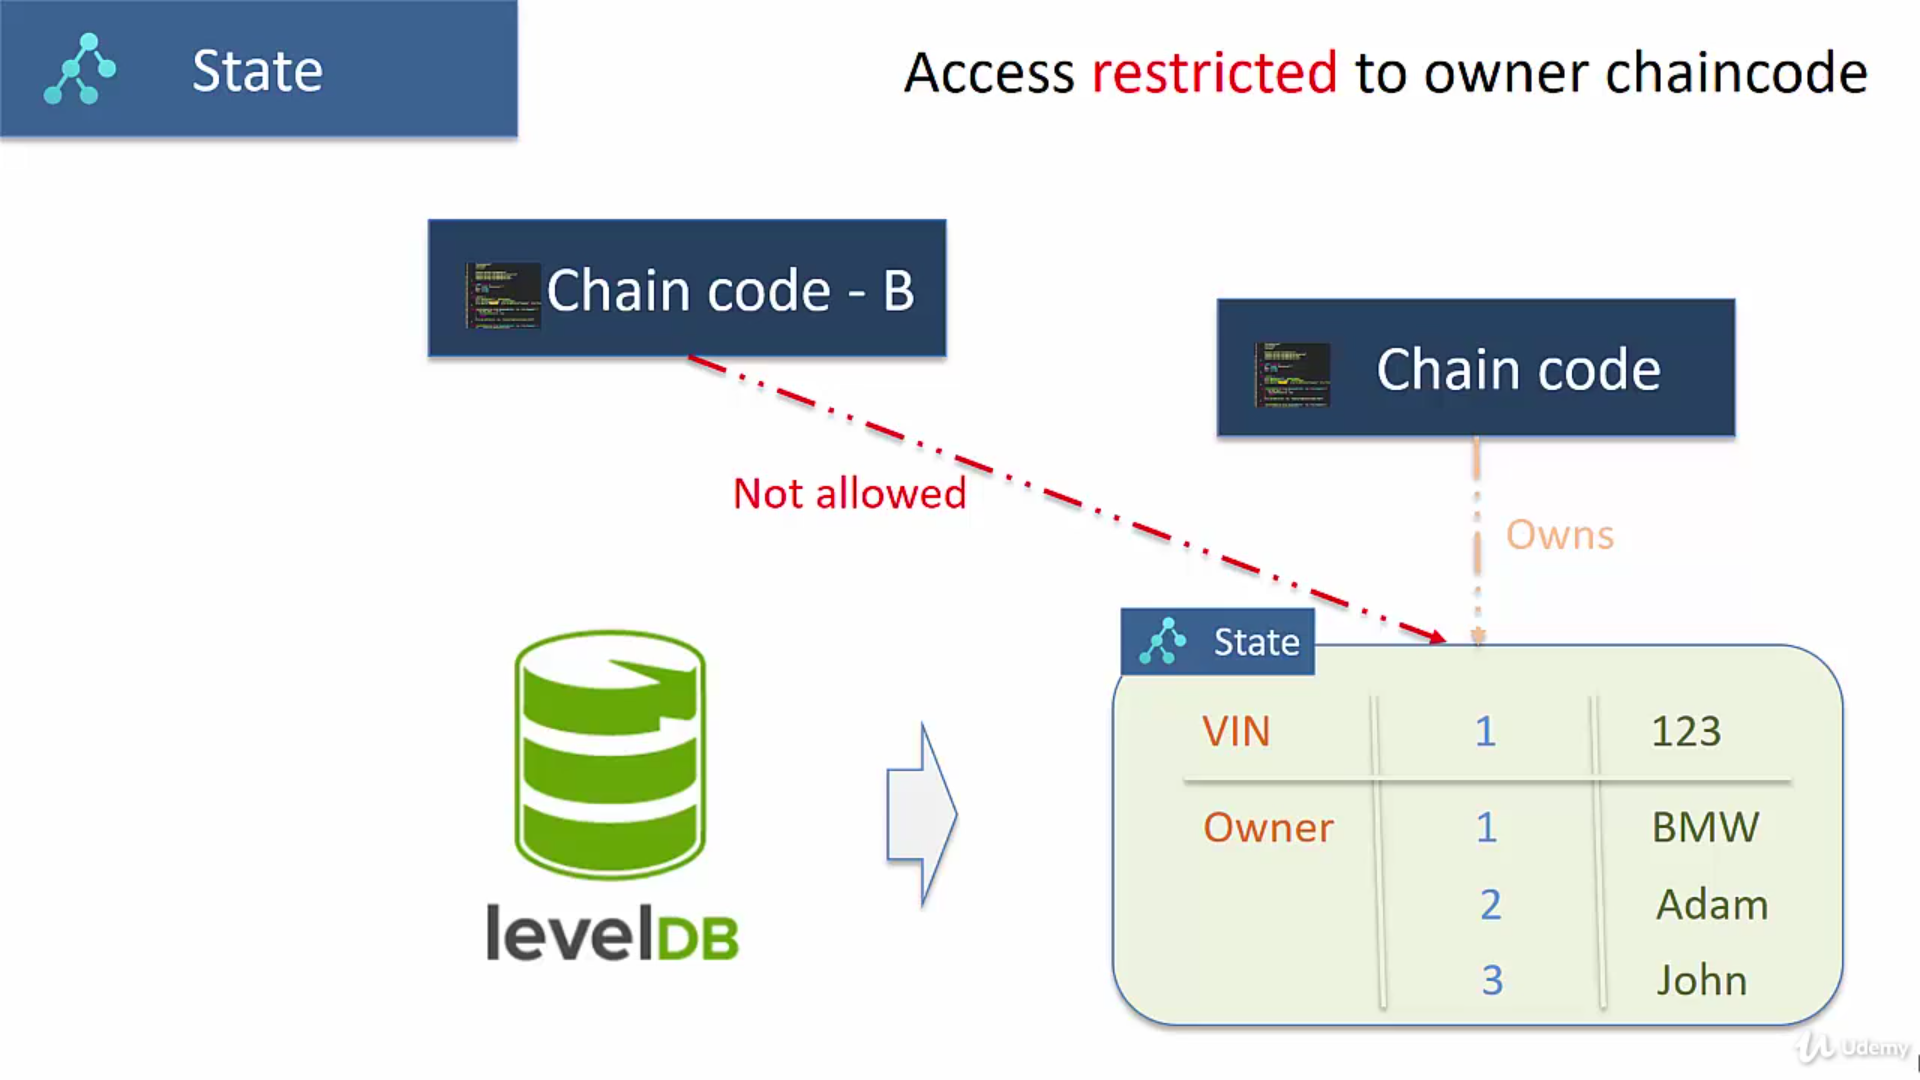 State
Access restricted to owner chaincode
Chain code - B
Chain code
Not allowed
Owns
State
VIN 1 123
Owner 1 BMW
2 Adam
3 John
levelDB
Udemy